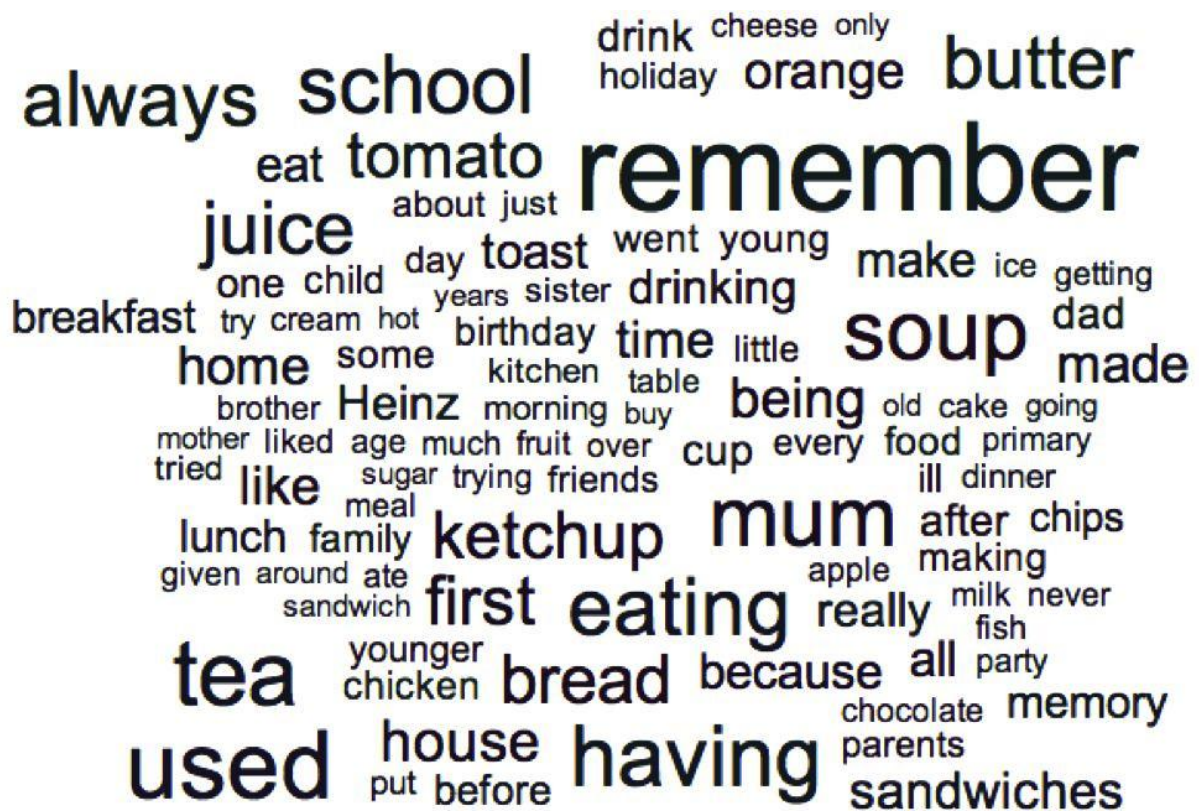 drink cheese only
holiday orange butter
always school
eat tomato remember
juice about just
day toast went young
one child make ice getting
years sister drinking
breakfast try cream hot dad
birthday time little soup
home some made
kitchen table
brother Heinz morning buy being old cake going
mother liked age much fruit over cup every food primary
tried like sugar trying friends ill dinner
meal
lunch family ketchup mum after chips
given around ate apple making
sandwich first eating really milk never
fish
tea younger bread because all party
chicken
chocolate memory
used house having parents
put before sandwiches